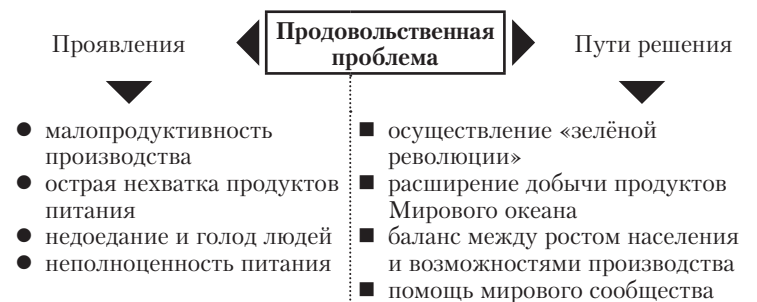 Продовольственная
проблема
Проявления
малопродуктивность
производства
острая нехватка продуктов
питания
недоедание и голод людей
неполноценность питания
Пути решения
осуществление «зелёной
революции»
расширение добычи продуктов
Мирового океана
баланс между ростом населения
и возможностями производства
помощь мирового сообщества